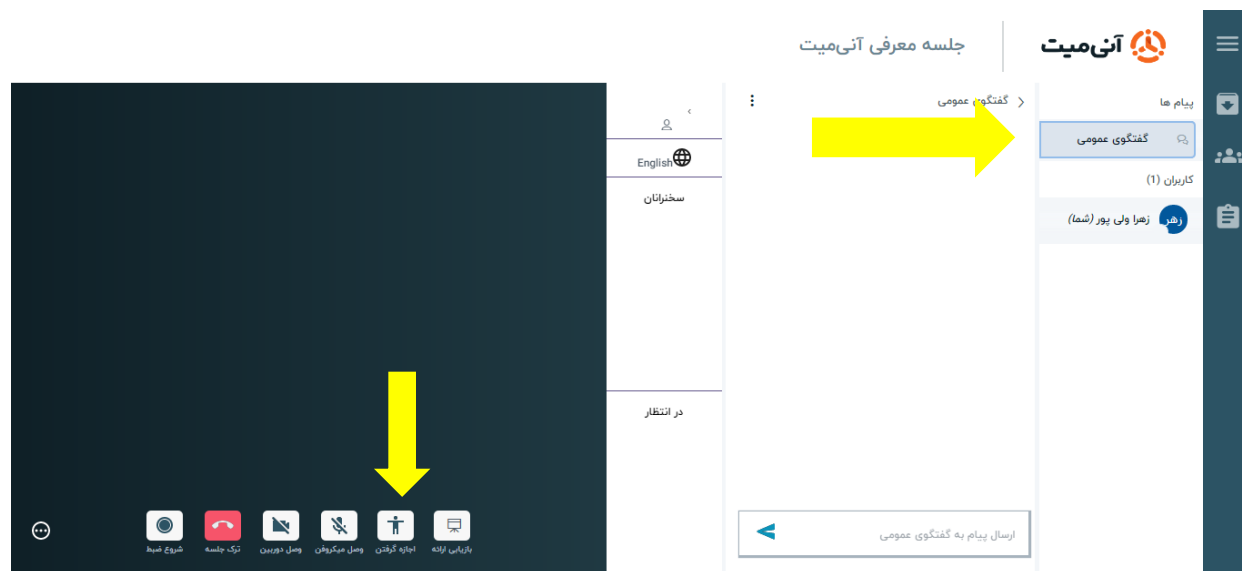 آنی‌میت
جلسه معرفی آنی‌میت
پیام ها
گفتگوی عمومی
کاربران (1)
زهر
زهرا ولی پور (شما)
گفتگوی عمومی
ارسال پیام به گفتگوی عمومی
English
سخنرانان
در انتظار
بازیابی ارائه
اجازه گرفتن
وصل میکروفن
وصل دوربین
ترک جلسه
شروع ضبط